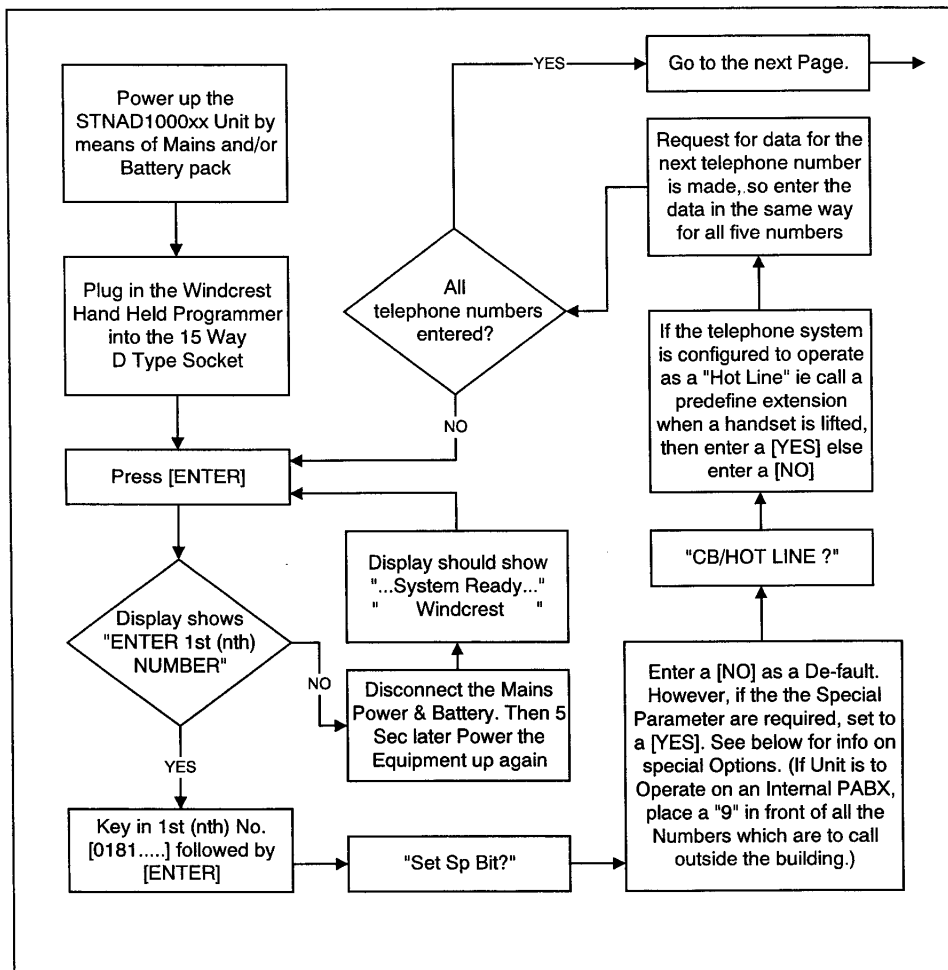 Power up the
STNAD1000xx Unit by
means of Mains and/or
Battery pack
Plug in the Windcrest
Hand Held Programmer
into the 15 Way
D Type Socket
Press [ENTER]
Display shows
"ENTER 1st (nth)
NUMBER"
NO
Disconnect the Mains
Power & Battery. Then 5
Sec later Power the
Equipment up again
Display should show
"...System Ready..."
" Windcrest "
YES
Key in 1st (nth) No.
[0181.....] followed by
[ENTER]
"Set Sp Bit?"
Enter a [NO] as a De-fault.
However, if the the Special
Parameter are required, set to
a [YES]. See below for info on
special Options. (If Unit is to
Operate on an Internal PABX,
place a "9" in front of all the
Numbers which are to call
outside the building.)
"CB/HOT LINE ?"
If the telephone system
is configured to operate
as a "Hot Line" ie call a
predefine extension
when a handset is lifted,
then enter a [YES] else
enter a [NO]
Request for data for the
next telephone number
is made, so enter the
data in the same way
for all five numbers
All
telephone numbers
entered?
NO
YES
Go to the next Page.